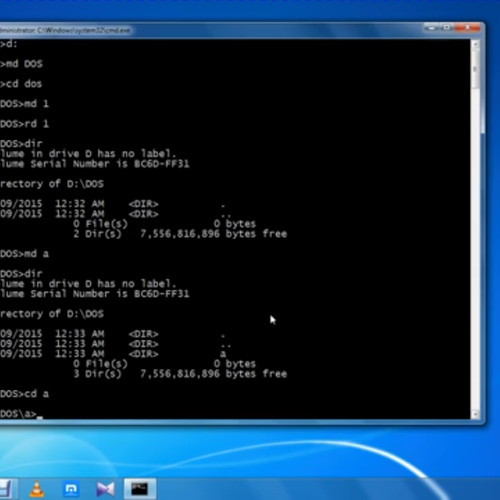 dministrator: C:\Windows\system32\cmd.exe
>d:
>md DOS
>cd dos
DOS>md 1
DOS>rd 1
DOS>dir
lume in drive D has no label.
lume Serial Number is BC6D-FF31
rectory of D:\DOS
09/2015 12:32 AM <DIR> .
09/2015 12:32 AM <DIR> ..
0 File(s) 0 bytes
2 Dir(s) 7,556,816,896 bytes free
DOS>md a
DOS>dir
lume in drive D has no label.
lume Serial Number is BC6D-FF31
rectory of D:\DOS
09/2015 12:33 AM <DIR> .
09/2015 12:33 AM <DIR> ..
09/2015 12:33 AM <DIR> a
0 File(s) 0 bytes
3 Dir(s) 7,556,816,896 bytes free
DOS>cd a
DOS\a>_